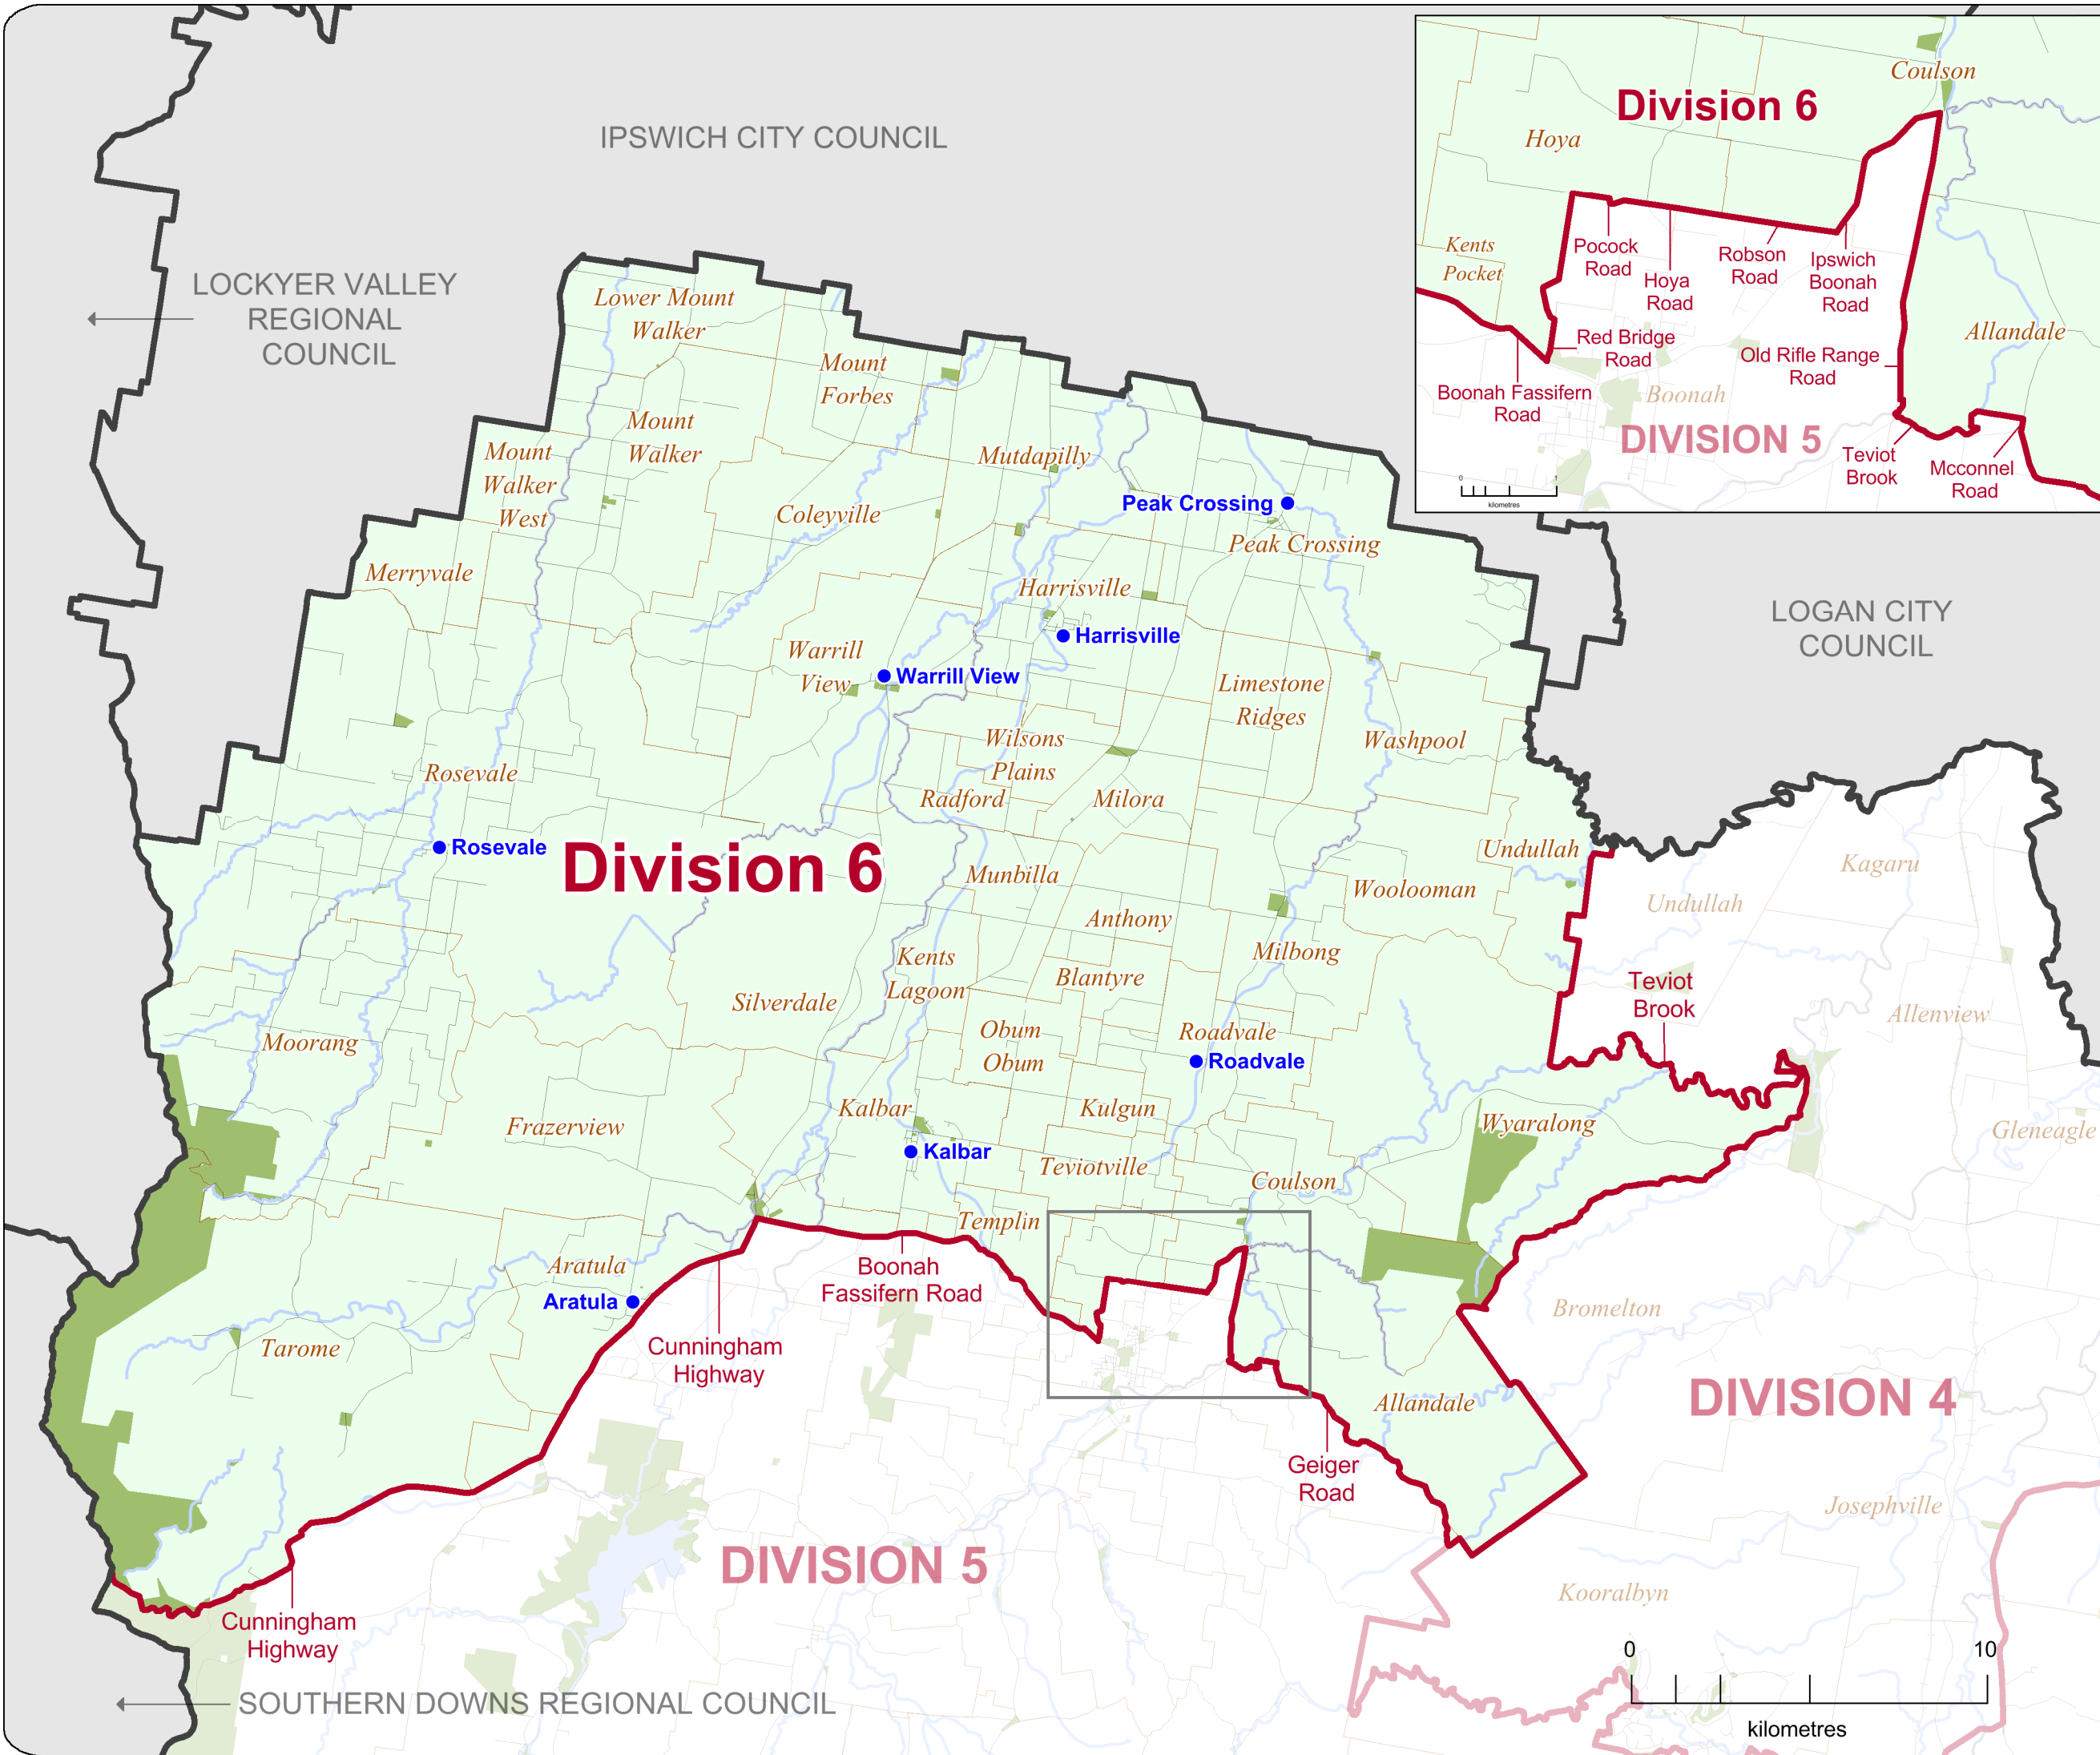 IPSWICH CITY COUNCIL
LOCKYER VALLEY
REGIONAL
COUNCIL
LOGAN CITY
COUNCIL
SOUTHERN DOWNS REGIONAL COUNCIL
Division 6
Coulson
Hoya
Kents
Pocket
Pocock
Road
Hoya
Road
Robson
Road
Ipswich
Boonah
Road
Allandale
Red Bridge
Road
Old Rifle Range
Road
Boonah Fassifern
Road
Boonah
DIVISION 5
Teviot
Brook
Mcconnel
Road
0
1
kilometres
Lower Mount
Walker
Mount
Forbes
Mount
Walker
Mount
Walker
West
Mutdapilly
Coleyville
Peak Crossing
Peak Crossing
Merryvale
Harrisville
Harrisville
Warrill
View
Warrill View
Limestone
Ridges
Wilsons
Plains
Washpool
Rosevale
Radford
Milora
Rosevale
Division 6
Undullah
Munbilla
Woolooman
Kagaru
Undullah
Anthony
Kents
Lagoon
Milbong
Blantyre
Silverdale
Teviot
Brook
Allenview
Obum
Obum
Roadvale
Roadvale
Moorang
Kalbar
Kulgun
Frazerview
Wyaralong
Gleneagle
Kalbar
Teviotville
Coulson
Templin
Aratula
Aratula
Boonah
Fassifern Road
Bromelton
Tarome
Cunningham
Highway
Allandale
DIVISION 4
Geiger
Road
Josephville
DIVISION 5
Kooralbyn
Cunningham
Highway
0
10
kilometres